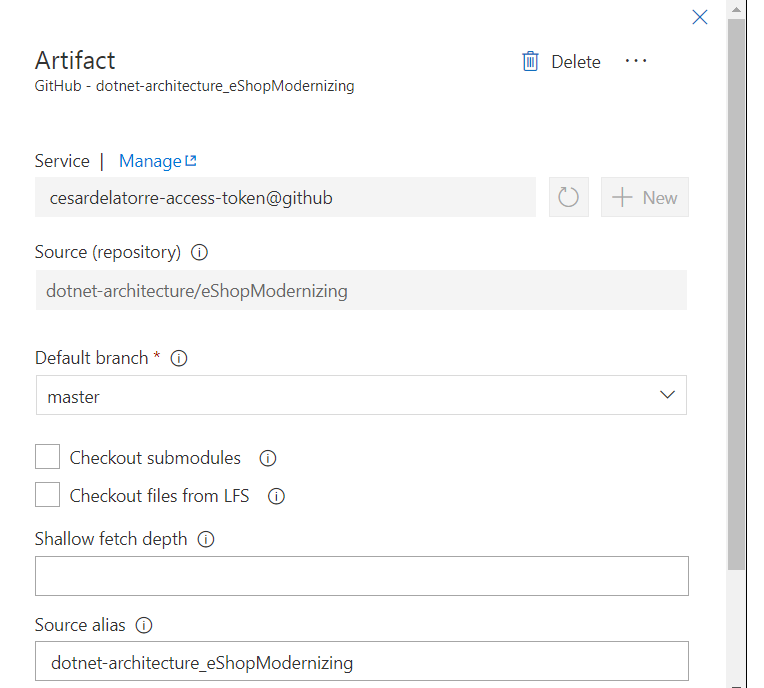 Artifact
Delete ...
GitHub - dotnet-architecture_eShopModernizing
Service | Manage
cesardelatorre-access-token@github
New
Source (repository)
dotnet-architecture/eShopModernizing
Default branch *
master
Checkout submodules
Checkout files from LFS
Shallow fetch depth
Source alias
dotnet-architecture_eShopModernizing